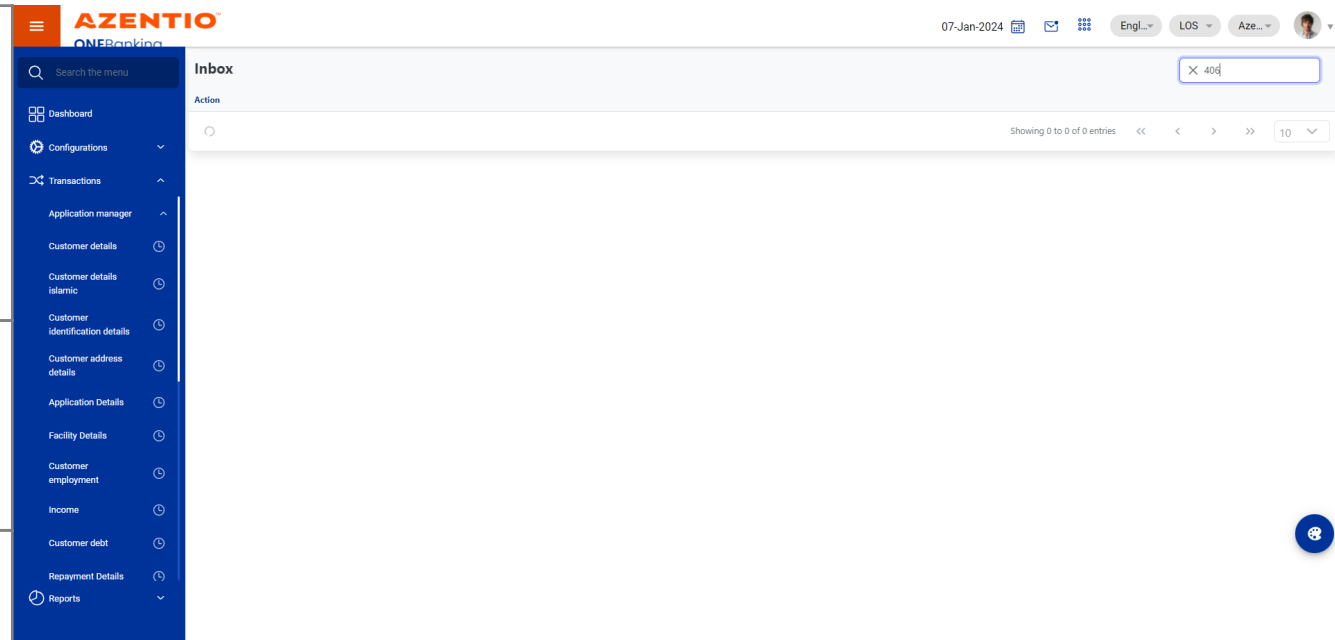 AZENTIO
ONEBanking
07-Jan-2024
Engl...
LOS
Aze...
Search the menu
Inbox
406
Action
Showing 0 to 0 of 0 entries
10
Dashboard
Configurations
Transactions
Application manager
Customer details
Customer details
islamic
Customer
identification details
Customer address
details
Application Details
Facility Details
Customer
employment
Income
Customer debt
Repayment Details
Reports